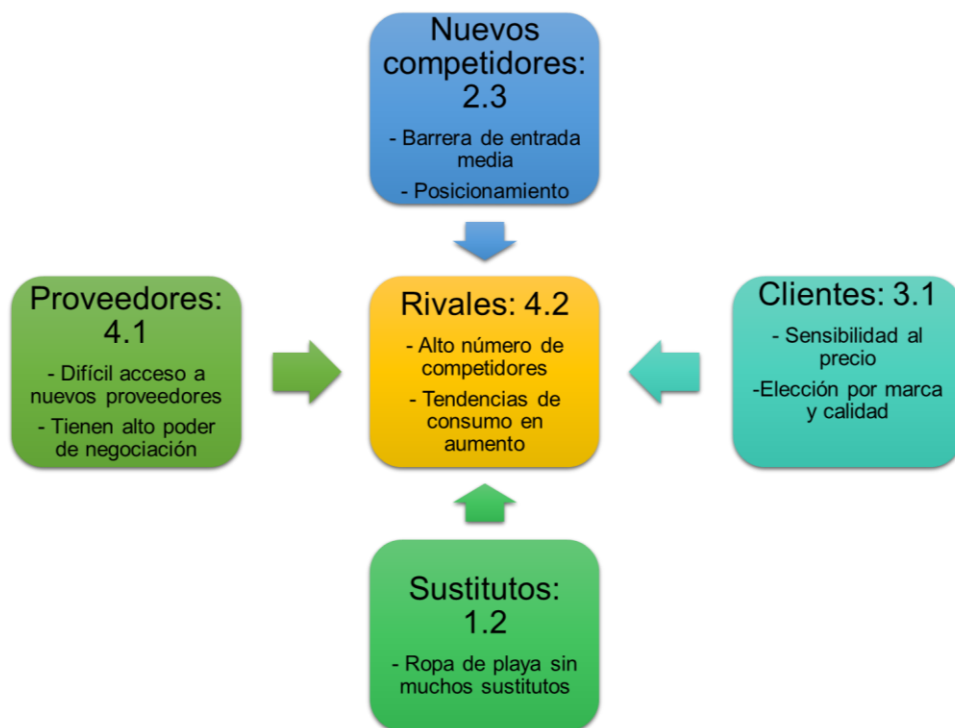 Nuevos
competidores:
2.3
- Barrera de entrada
media
- Posicionamiento
Proveedores:
4.1
- Difícil acceso a
nuevos proveedores
- Tienen alto poder
de negociación
Rivales: 4.2
- Alto número de
competidores
- Tendencias de
consumo en
aumento
Clientes: 3.1
- Sensibilidad al
precio
-Elección por marca
y calidad
Sustitutos:
1.2
- Ropa de playa sin
muchos sustitutos